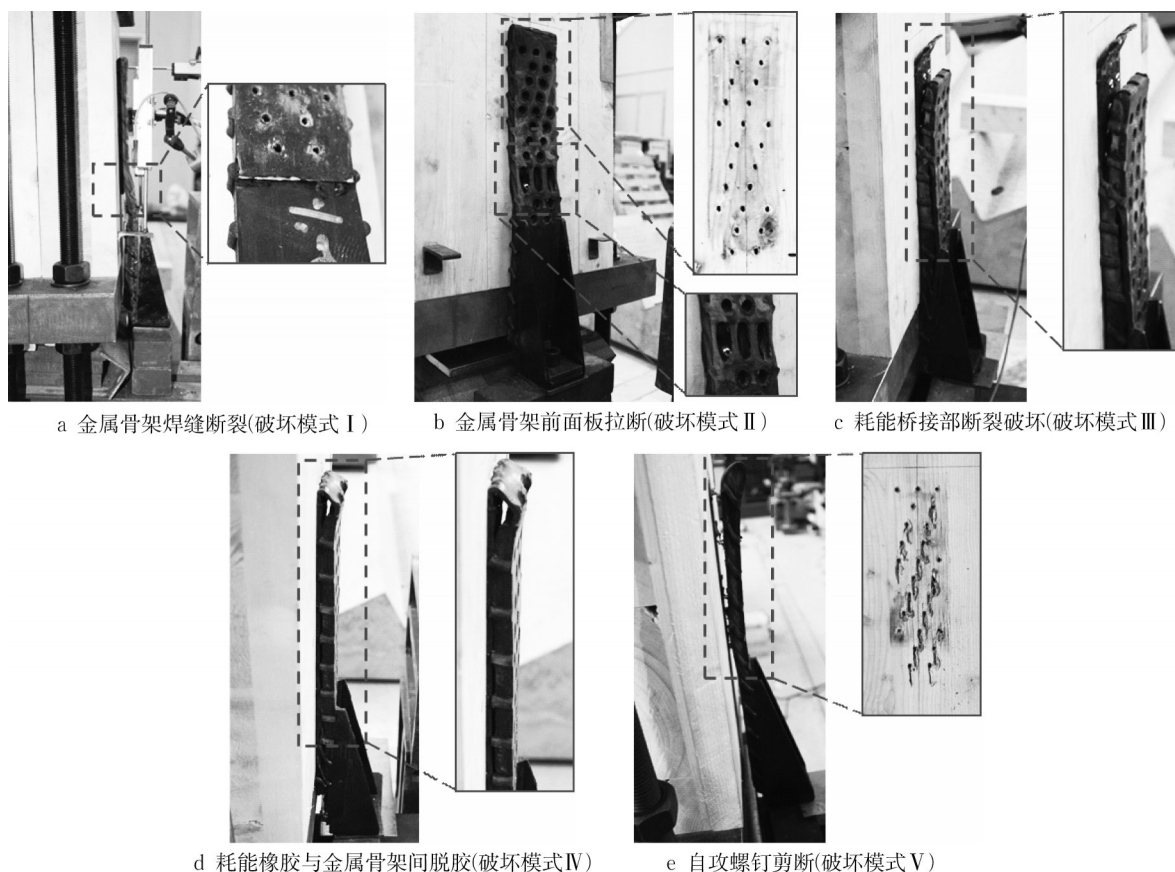 a 金属骨架焊缝断裂(破坏模式Ⅰ)
b 金属骨架前面板拉断(破坏模式Ⅱ)
c 耗能桥接部断裂破坏(破坏模式Ⅲ)
d 耗能橡胶与金属骨架间脱胶(破坏模式Ⅳ)
e 自攻螺钉剪断(破坏模式Ⅴ)